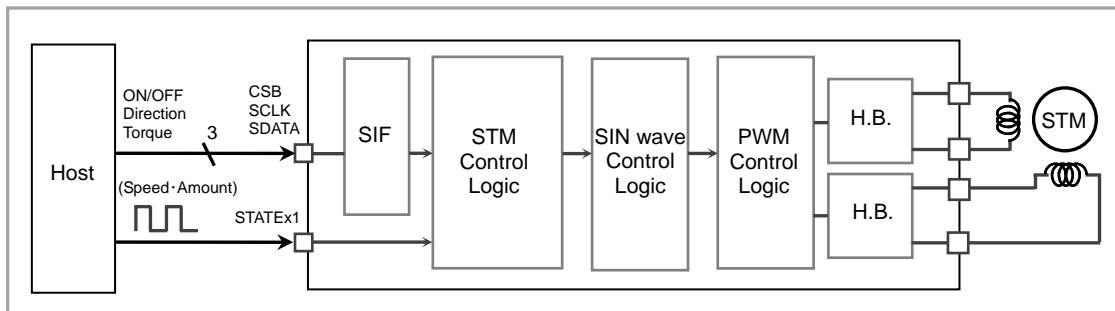 Host
ON/OFF
Direction
Torque
3
CSB
SCLK
SDATA
(Speed・Amount)
STATEx1
SIF
STM
Control
Logic
SIN wave
Control
Logic
PWM
Control
Logic
H.B.
H.B.
STM